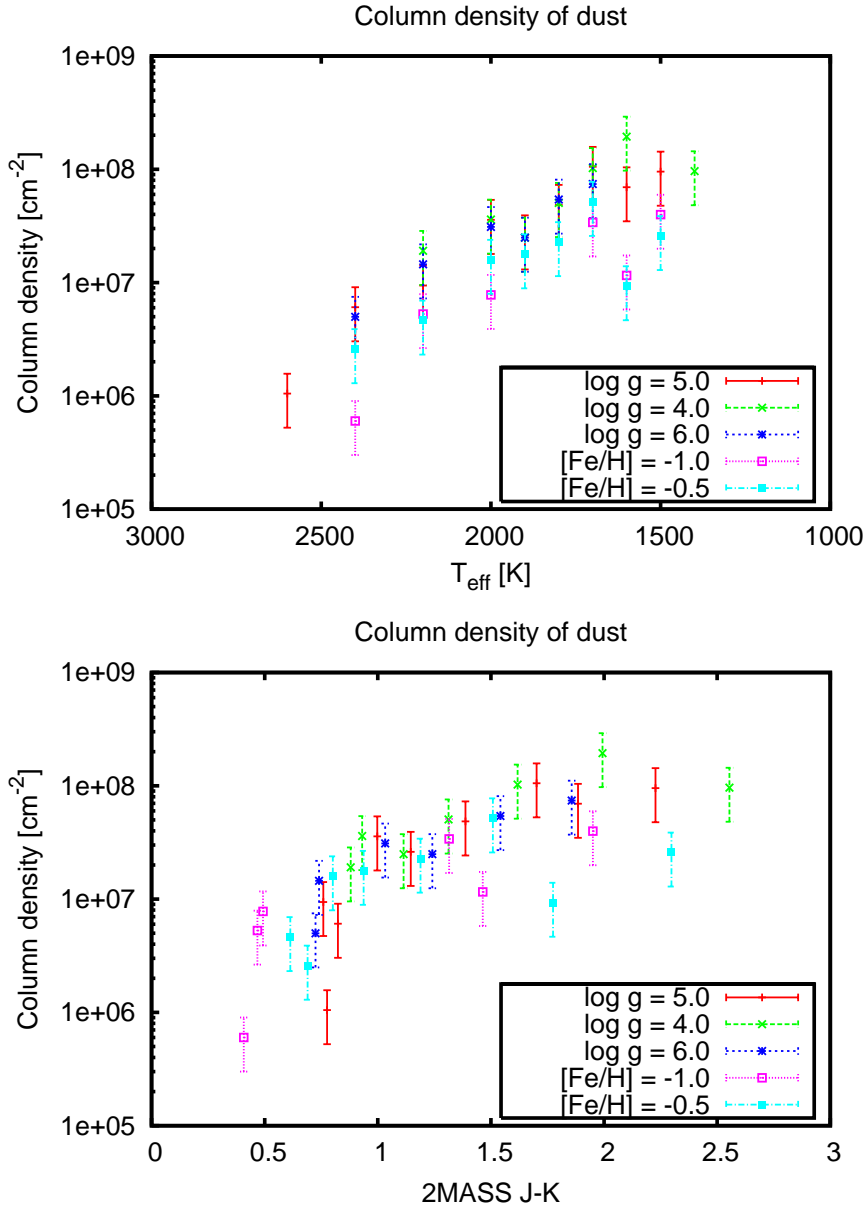 Column density of dust
1e+09
1e+08
1e+07
1e+06
1e+05
Column density [cm-2]
log g = 5.0
log g = 4.0
log g = 6.0
[Fe/H] = -1.0
[Fe/H] = -0.5
3000 2500 2000 1500 1000
Teff [K]
Column density of dust
1e+09
1e+08
1e+07
1e+06
1e+05
Column density [cm-2]
log g = 5.0
log g = 4.0
log g = 6.0
[Fe/H] = -1.0
[Fe/H] = -0.5
0 0.5 1 1.5 2 2.5 3
2MASS J-K